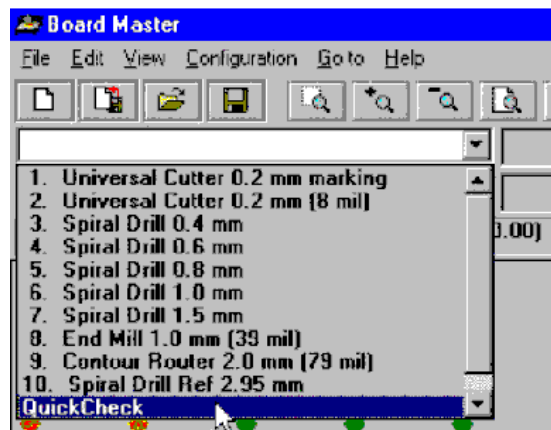 Board Master
File Edit View Configuration Go to Help
1. Universal Cutter 0.2 mm marking
2. Universal Cutter 0.2 mm (8 mil)
3. Spiral Drill 0.4 mm
4. Spiral Drill 0.6 mm
5. Spiral Drill 0.8 mm
6. Spiral Drill 1.0 mm
7. Spiral Drill 1.5 mm
8. End Mill 1.0 mm (39 mil)
9. Contour Router 2.0 mm (79 mil)
10. Spiral Drill Ref 2.95 mm
QuickCheck